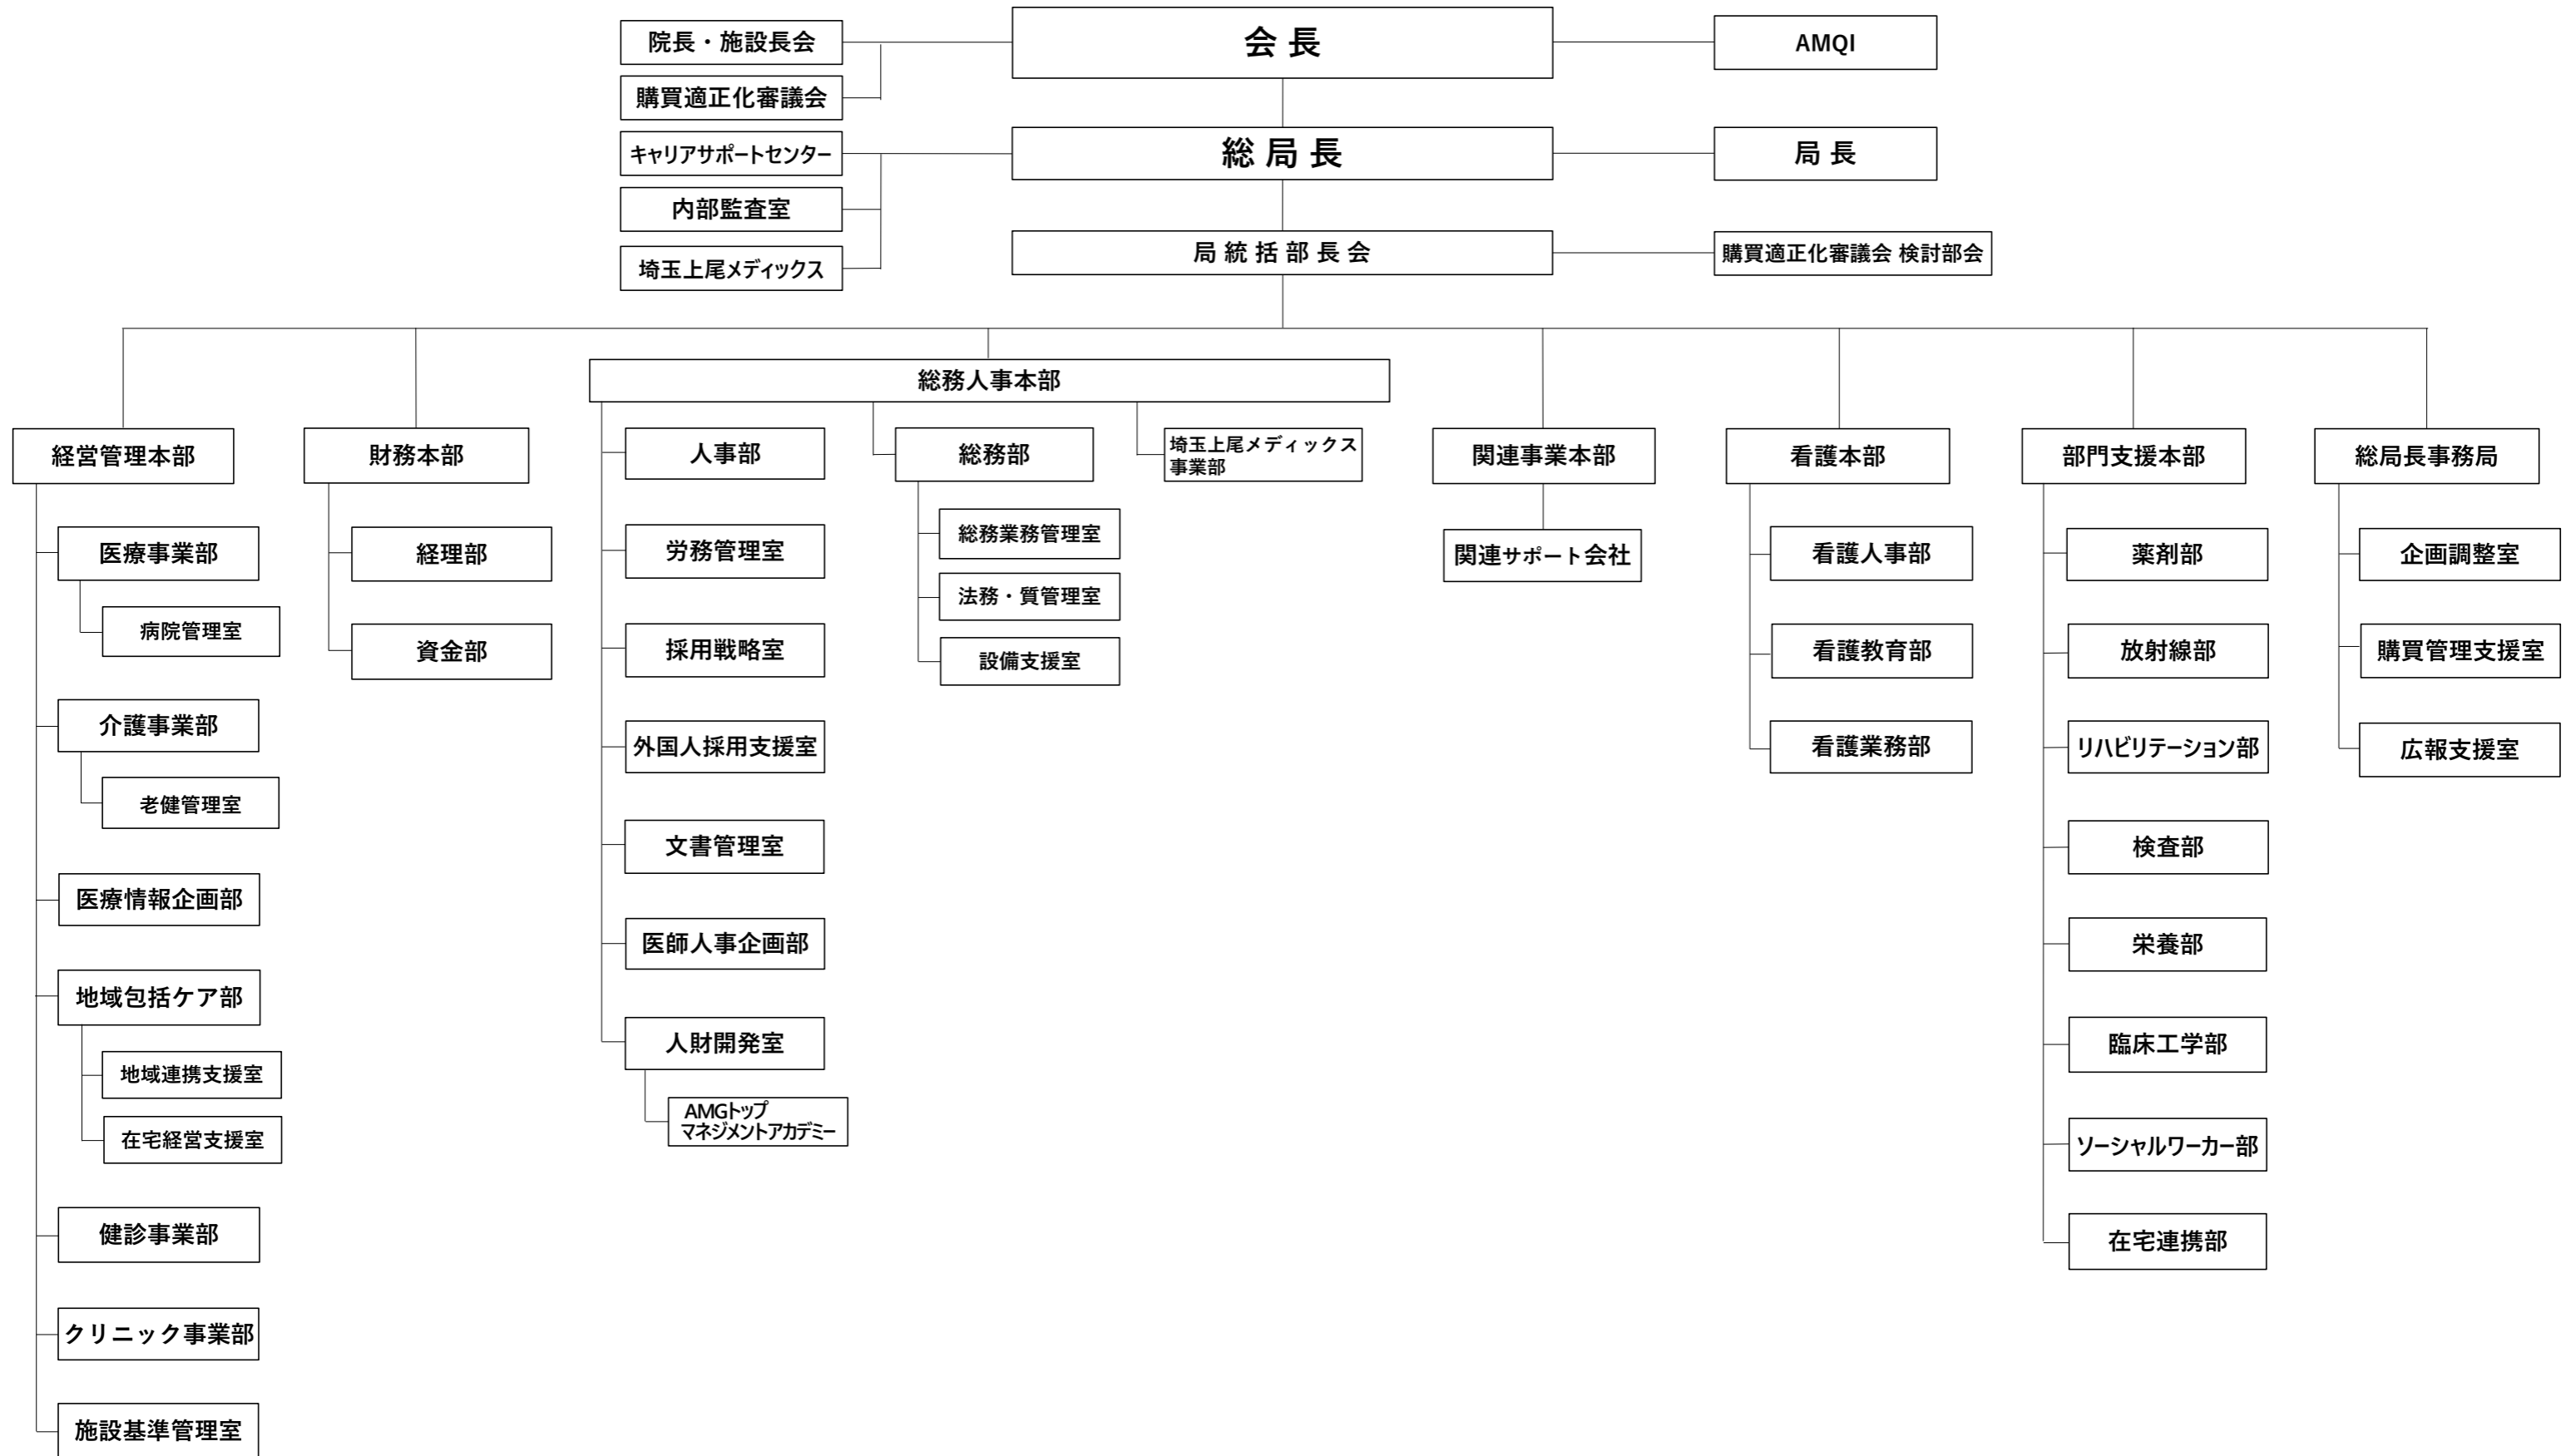 会長
院長・施設長会
AMQI
購買適正化審議会
総局長
キャリアサポートセンター
局長
内部監査室
埼玉上尾メディックス
局統括部長会
購買適正化審議会 検討部会
経営管理本部
医療事業部
病院管理室
介護事業部
老健管理室
医療情報企画部
地域包括ケア部
地域連携支援室
在宅経営支援室
健診事業部
クリニック事業部
施設基準管理室
財務本部
経理部
資金部
総務人事本部
人事部
労務管理室
採用戦略室
外国人採用支援室
文書管理室
医師人事企画部
人財開発室
AMGトップ
マネジメントアカデミー
総務部
総務業務管理室
法務・質管理室
設備支援室
埼玉上尾メディックス
事業部
関連事業本部
関連サポート会社
看護本部
看護人事部
看護教育部
看護業務部
部門支援本部
薬剤部
放射線部
リハビリテーション部
検査部
栄養部
臨床工学部
ソーシャルワーカー部
在宅連携部
総局長事務局
企画調整室
購買管理支援室
広報支援室